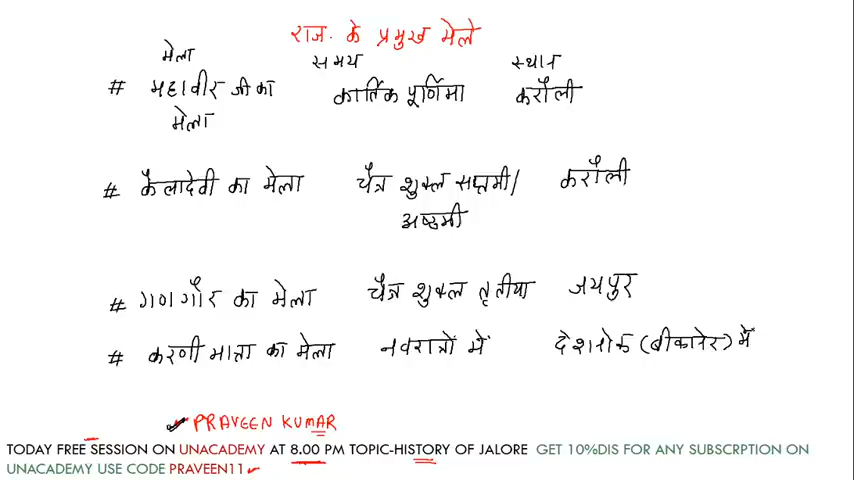 राज. के प्रमुख मेले
मेला समय स्थान
# महावीर जी का कार्तिक पूर्णिमा करौली
मेला
# कैलादेवी का मेला चैत्र शुक्ल सप्तमी/ करौली
अष्टमी
# गणगौर का मेला चैत्र शुक्ल तृतीया जयपुर
# करणी माता का मेला नवरात्रों में देशनोक (बीकानेर) में
PRAVEEN KUMAR
TODAY FREE SESSION ON UNACADEMY AT 8.00 PM TOPIC-HISTORY OF JALORE GET 10%DIS FOR ANY SUBSCRPTION ON
UNACADEMY USE CODE PRAVEEN11